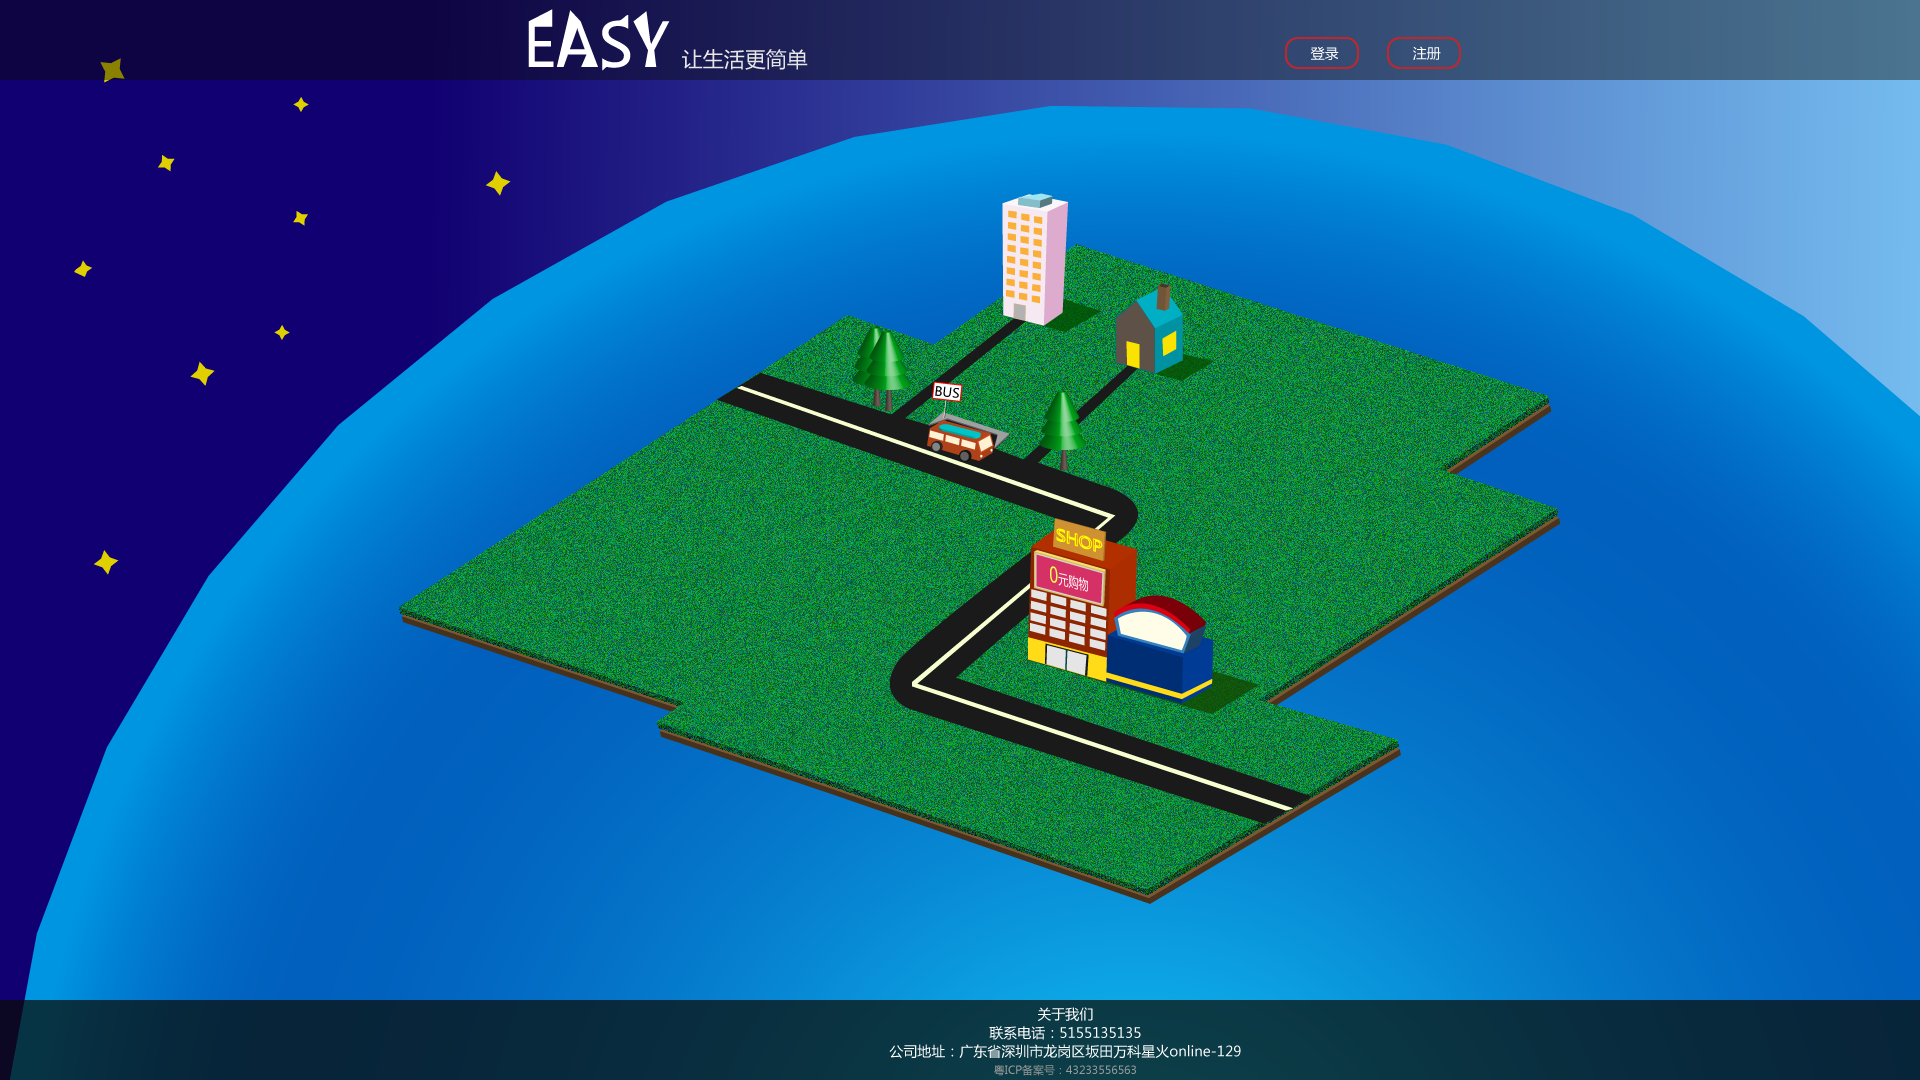 EASY 让生活更简单
登录 注册
BUS
SHOP
0元购物
关于我们
联系电话：5155135135
公司地址：广东省深圳市龙岗区坂田万科星火online-129
粤ICP备案号：43233556563